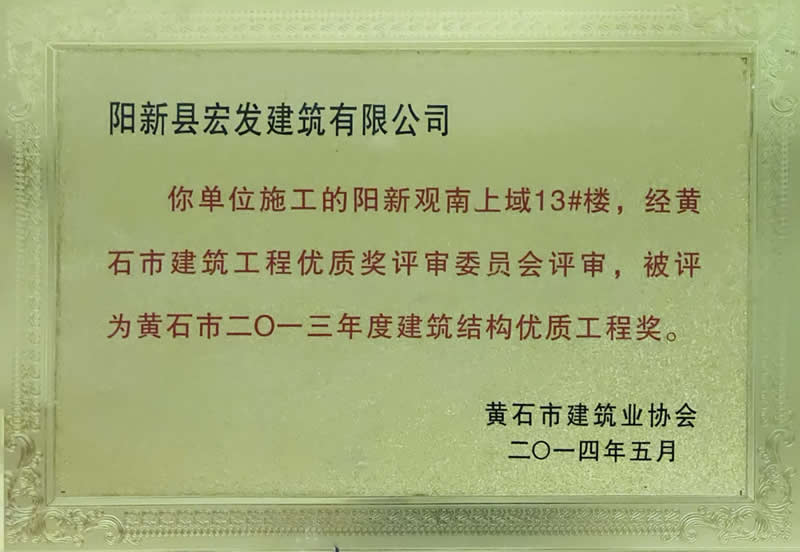 阳新县宏发建筑有限公司
你单位施工的阳新观南上域13#楼，经黄
石市建筑工程优质奖评审委员会评审，被评
为黄石市二〇一三年度建筑结构优质工程奖。
黄石市建筑业协会
二〇一四年五月